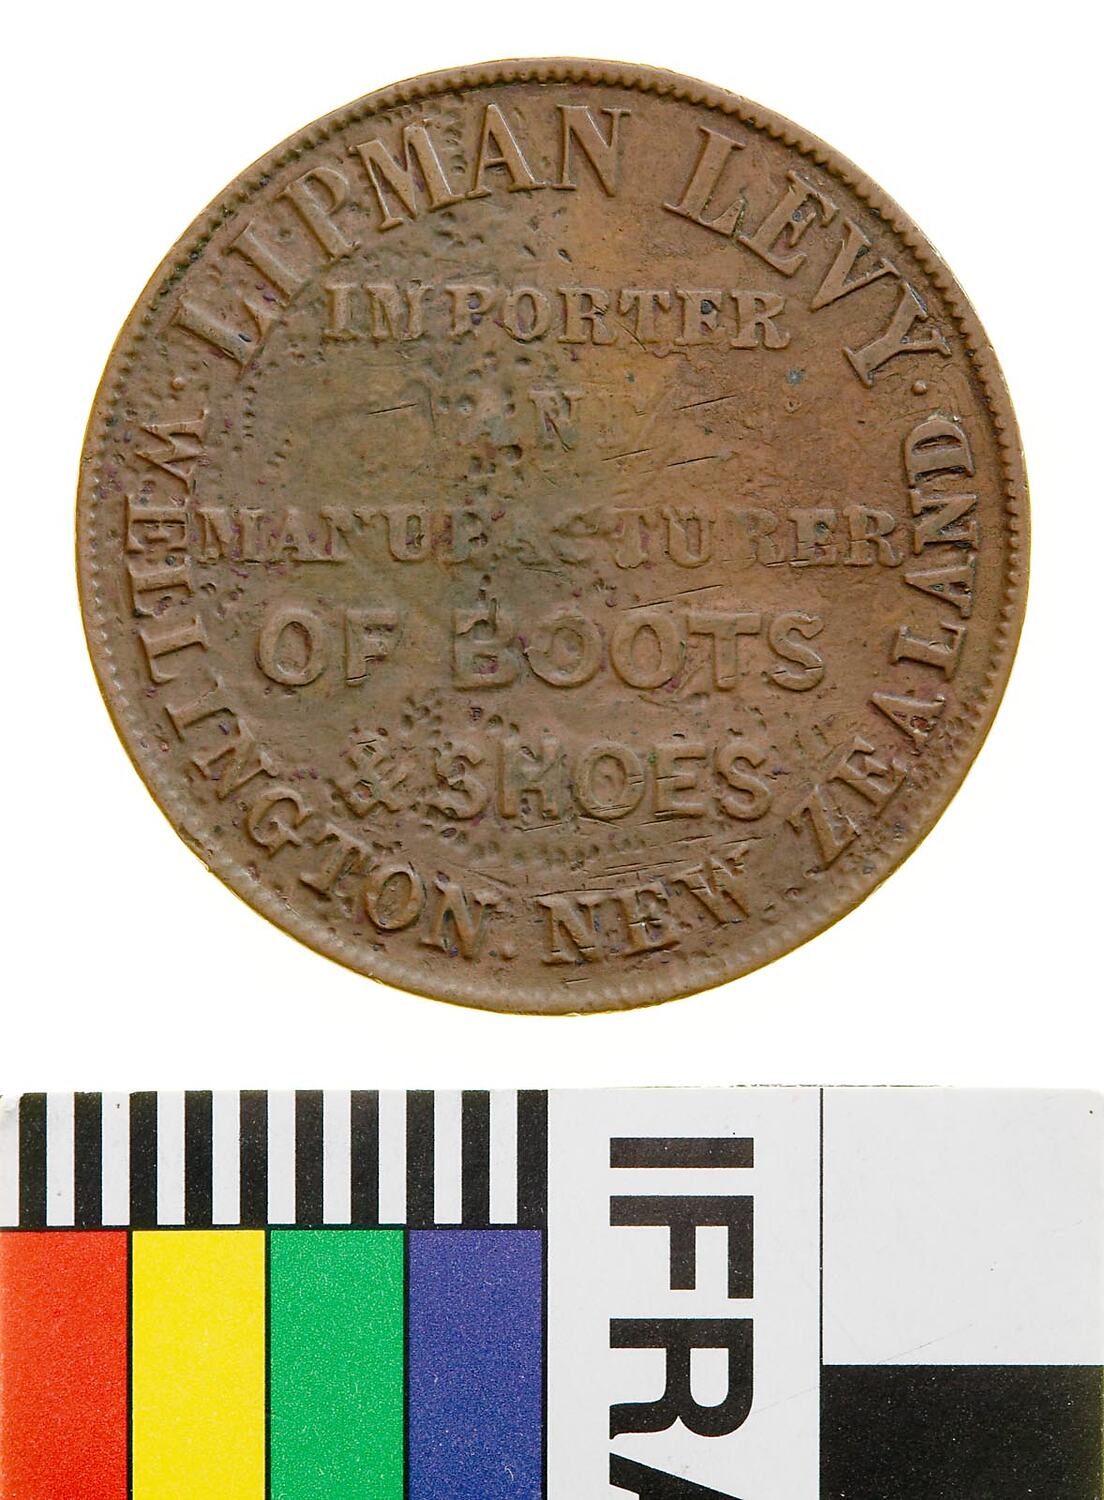 LIPMAN LEVY
IMPORTER
AND
MANUFACTURER
OF BOOTS
& SHOES
WELLINGTON. NEW ZEALAND
IFRA